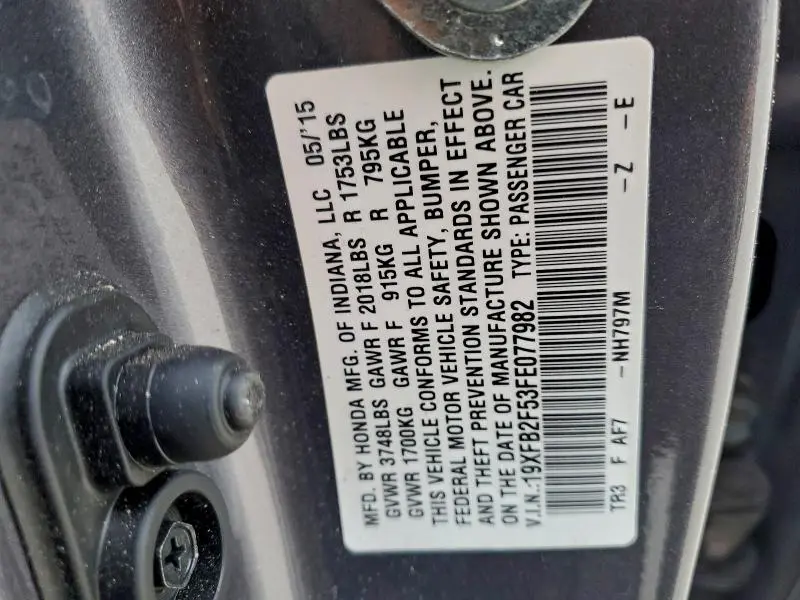 MFD. BY HONDA MFG. OF INDIANA, LLC 05/'15
GVWR 3748LBS GAWR F 2018LBS R 1753LBS
GVWR 1700KG GAWR F 915KG R 795KG
THIS VEHICLE CONFORMS TO ALL APPLICABLE
FEDERAL MOTOR VEHICLE SAFETY, BUMPER,
AND THEFT PREVENTION STANDARDS IN EFFECT
ON THE DATE OF MANUFACTURE SHOWN ABOVE.
V.I.N.:19XFB2F53FE077982 TYPE: PASSENGER CAR
TR3 F AF7 -NH797M -Z -E